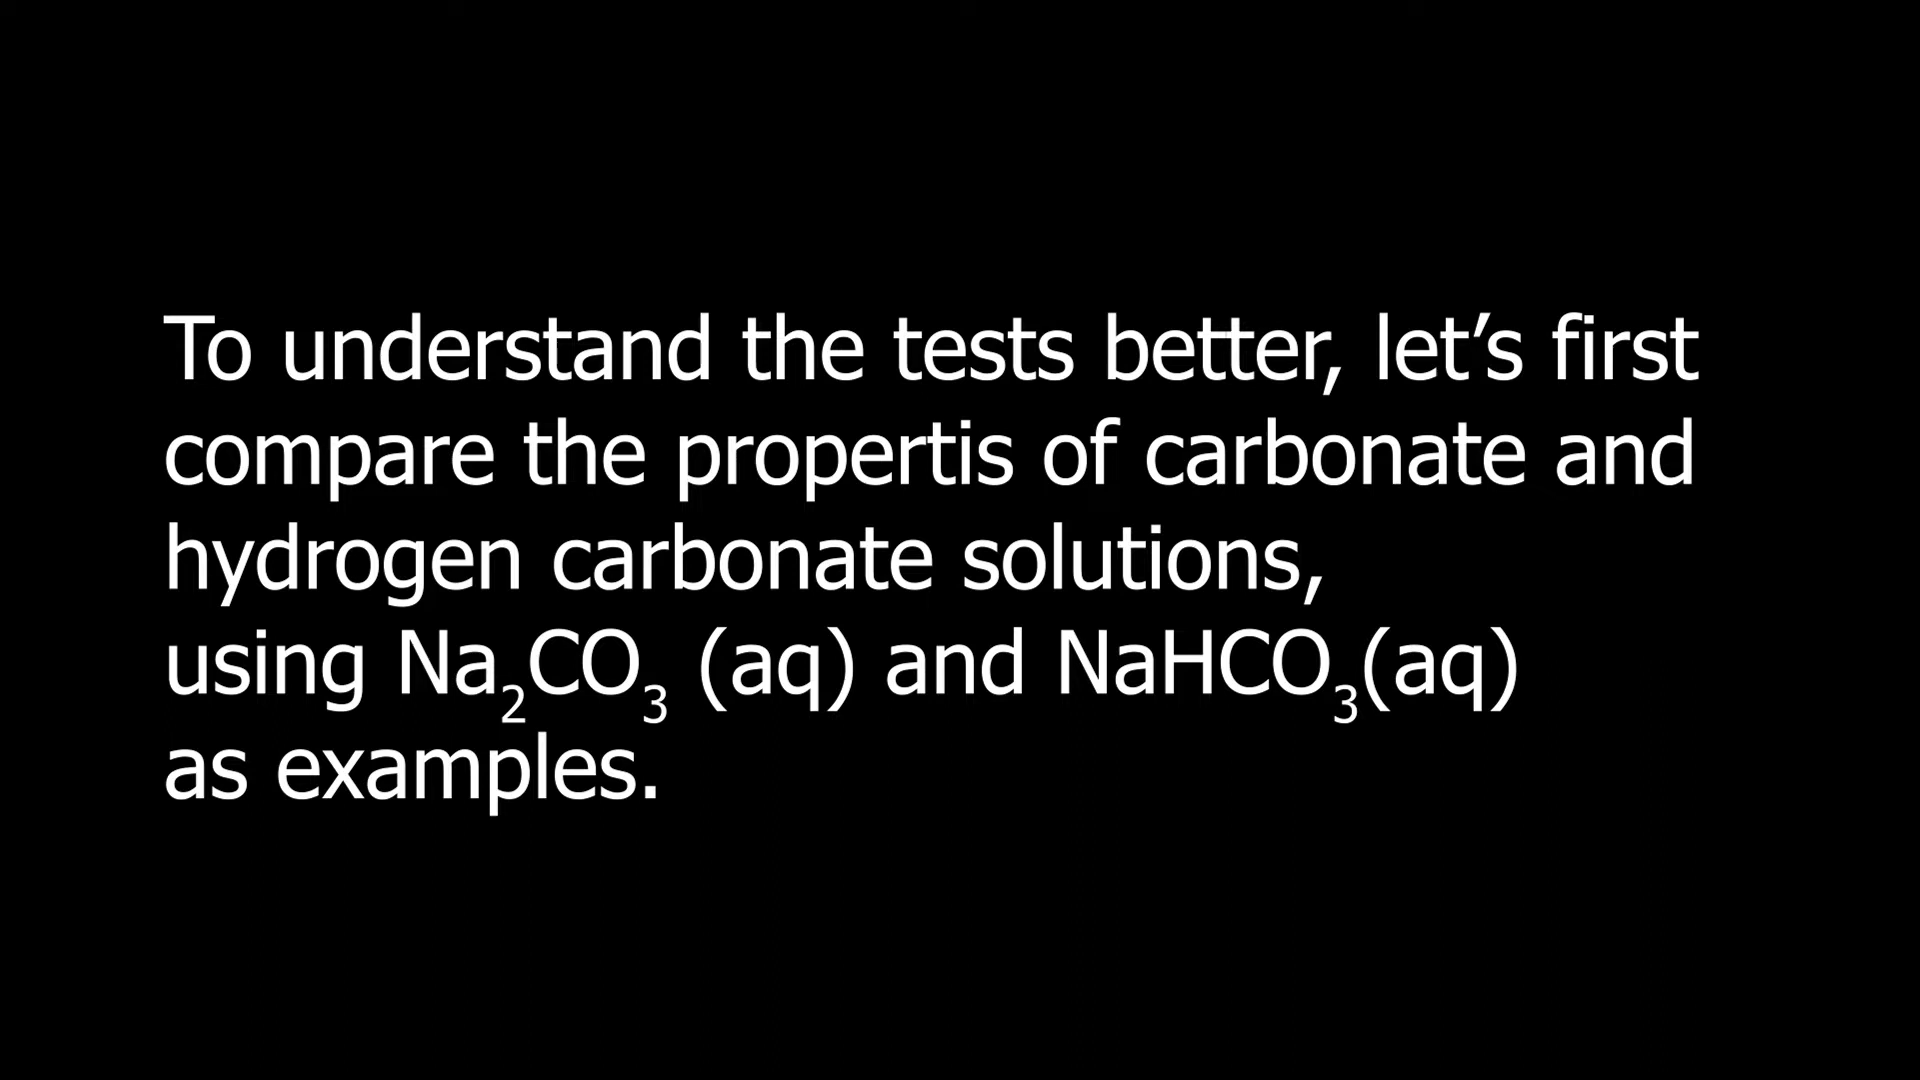 To understand the tests better, let’s first
compare the propertis of carbonate and
hydrogen carbonate solutions,
using Na₂CO₃ (aq) and NaHCO₃(aq)
as examples.